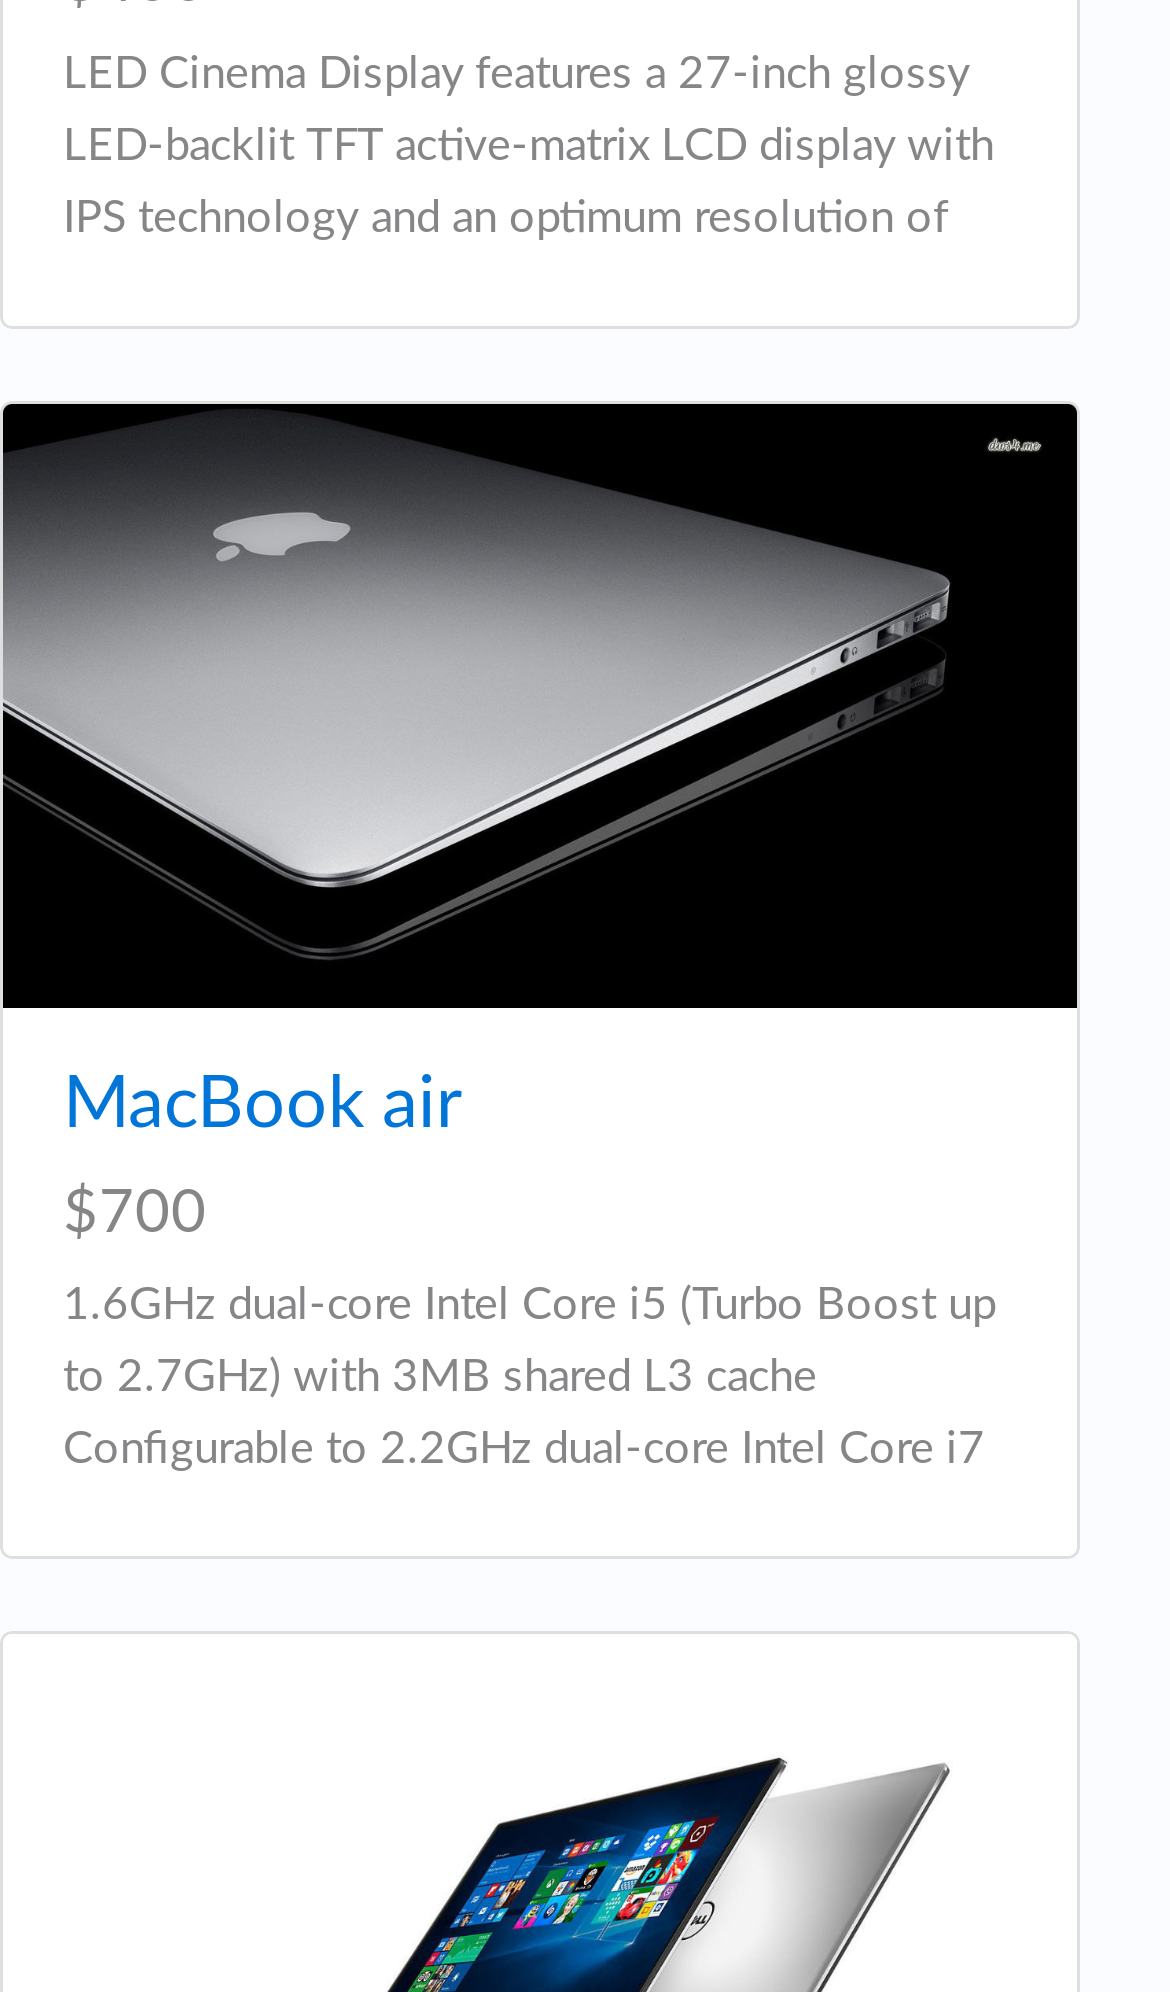 LED Cinema Display features a 27-inch glossy
LED-backlit TFT active-matrix LCD display with
IPS technology and an optimum resolution of
MacBook air
$700
1.6GHz dual-core Intel Core i5 (Turbo Boost up
to 2.7GHz) with 3MB shared L3 cache
Configurable to 2.2GHz dual-core Intel Core i7
DELL